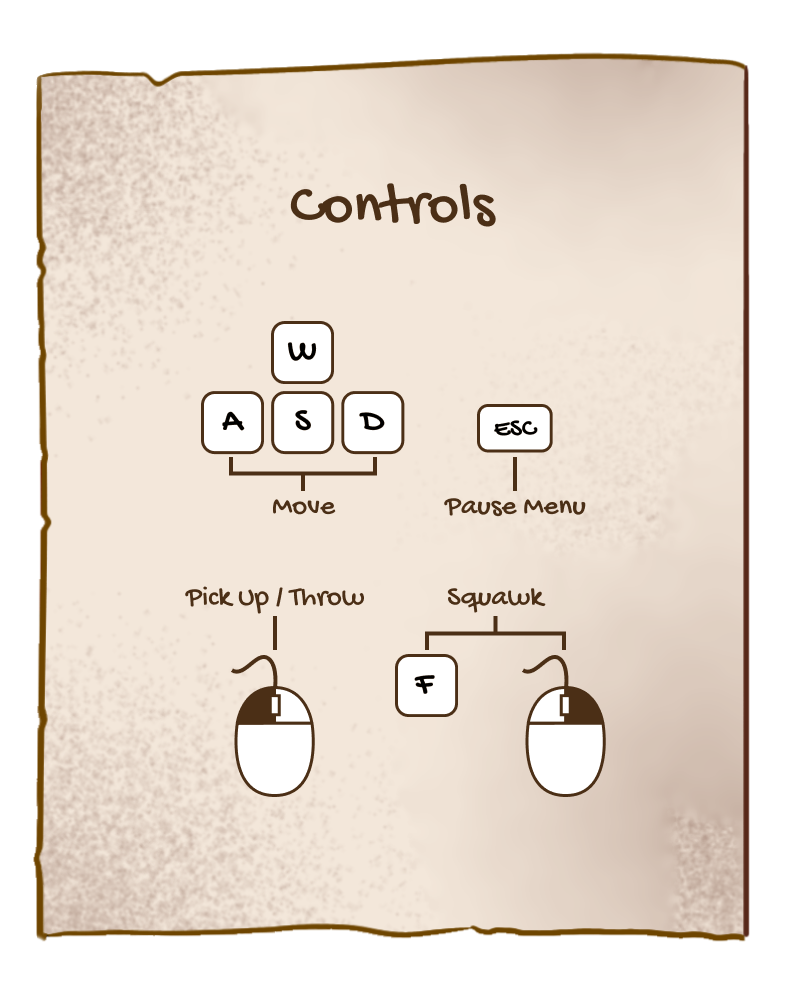 Controls
W
A S D
ESC
Move
Pause Menu
Pick Up / Throw
Squawk
F